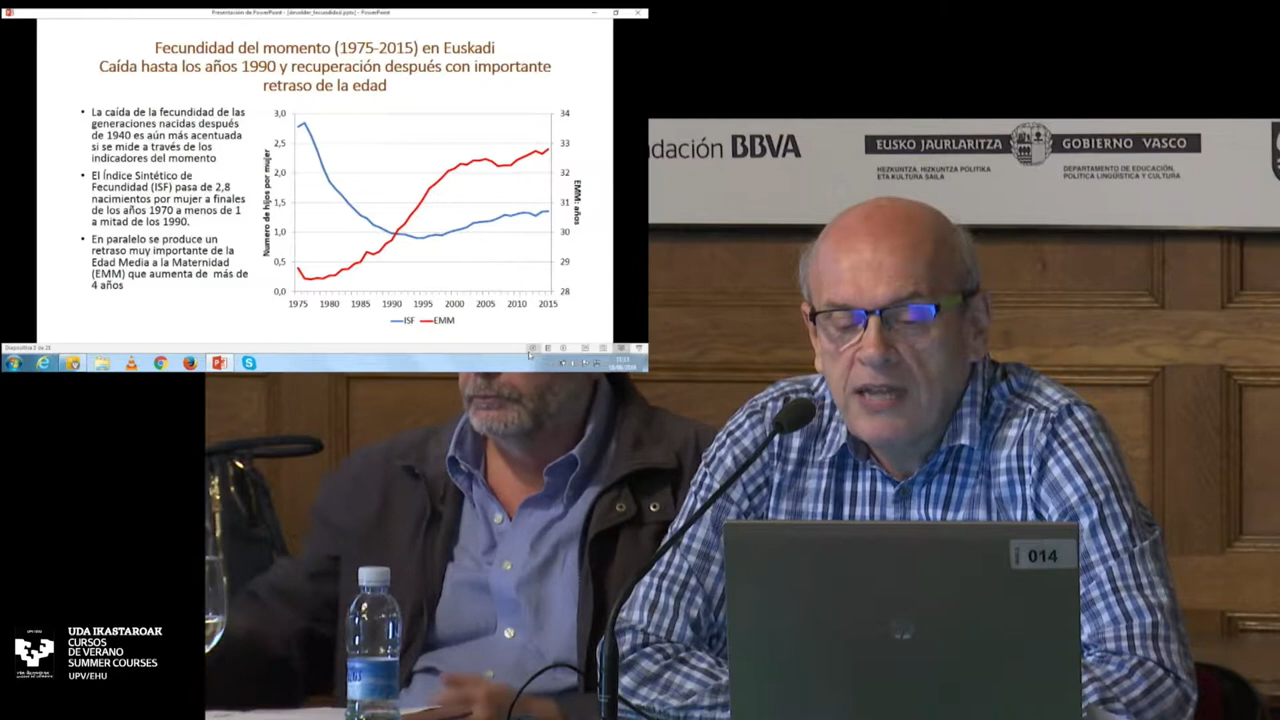 Presentación de PowerPoint - [devolder_fecundidad.pptx] - PowerPoint
Fecundidad del momento (1975-2015) en Euskadi
Caída hasta los años 1990 y recuperación después con importante
retraso de la edad
• La caída de la fecundidad de las
generaciones nacidas después
de 1940 es aún más acentuada
si se mide a través de los
indicadores del momento
• El Índice Sintético de
Fecundidad (ISF) pasa de 2,8
nacimientos por mujer a finales
de los años 1970 a menos de 1
a mitad de los 1990.
• En paralelo se produce un
retraso muy importante de la
Edad Media a la Maternidad
(EMM) que aumenta de más de
4 años
Numero de hijos por mujer
3,0
2,5
2,0
1,5
1,0
0,5
0,0
34
33
32
31
30
29
28
EMM: años
1975 1980 1985 1990 1995 2000 2005 2010 2015
ISF EMM
dación BBVA
EUSKO JAURLARITZA
GOBIERNO VASCO
HEZKUNTZA, HIZKUNTZA POLITIKA
ETA KULTURA SAILA
DEPARTAMENTO DE EDUCACIÓN,
POLÍTICA LINGÜÍSTICA Y CULTURA
014
UDA IKASTAROAK
CURSOS
DE VERANO
SUMMER COURSES
UPV/EHU